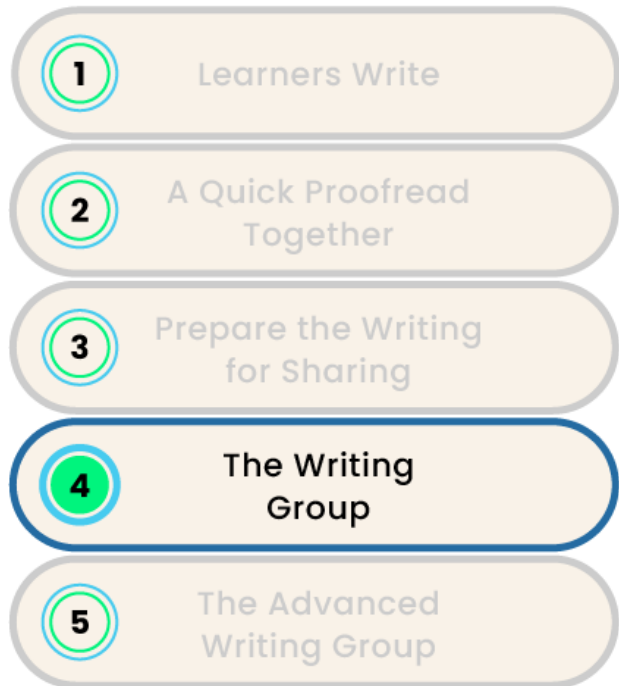 1
Learners Write
2
A Quick Proofread
Together
3
Prepare the Writing
for Sharing
4
The Writing
Group
5
The Advanced
Writing Group